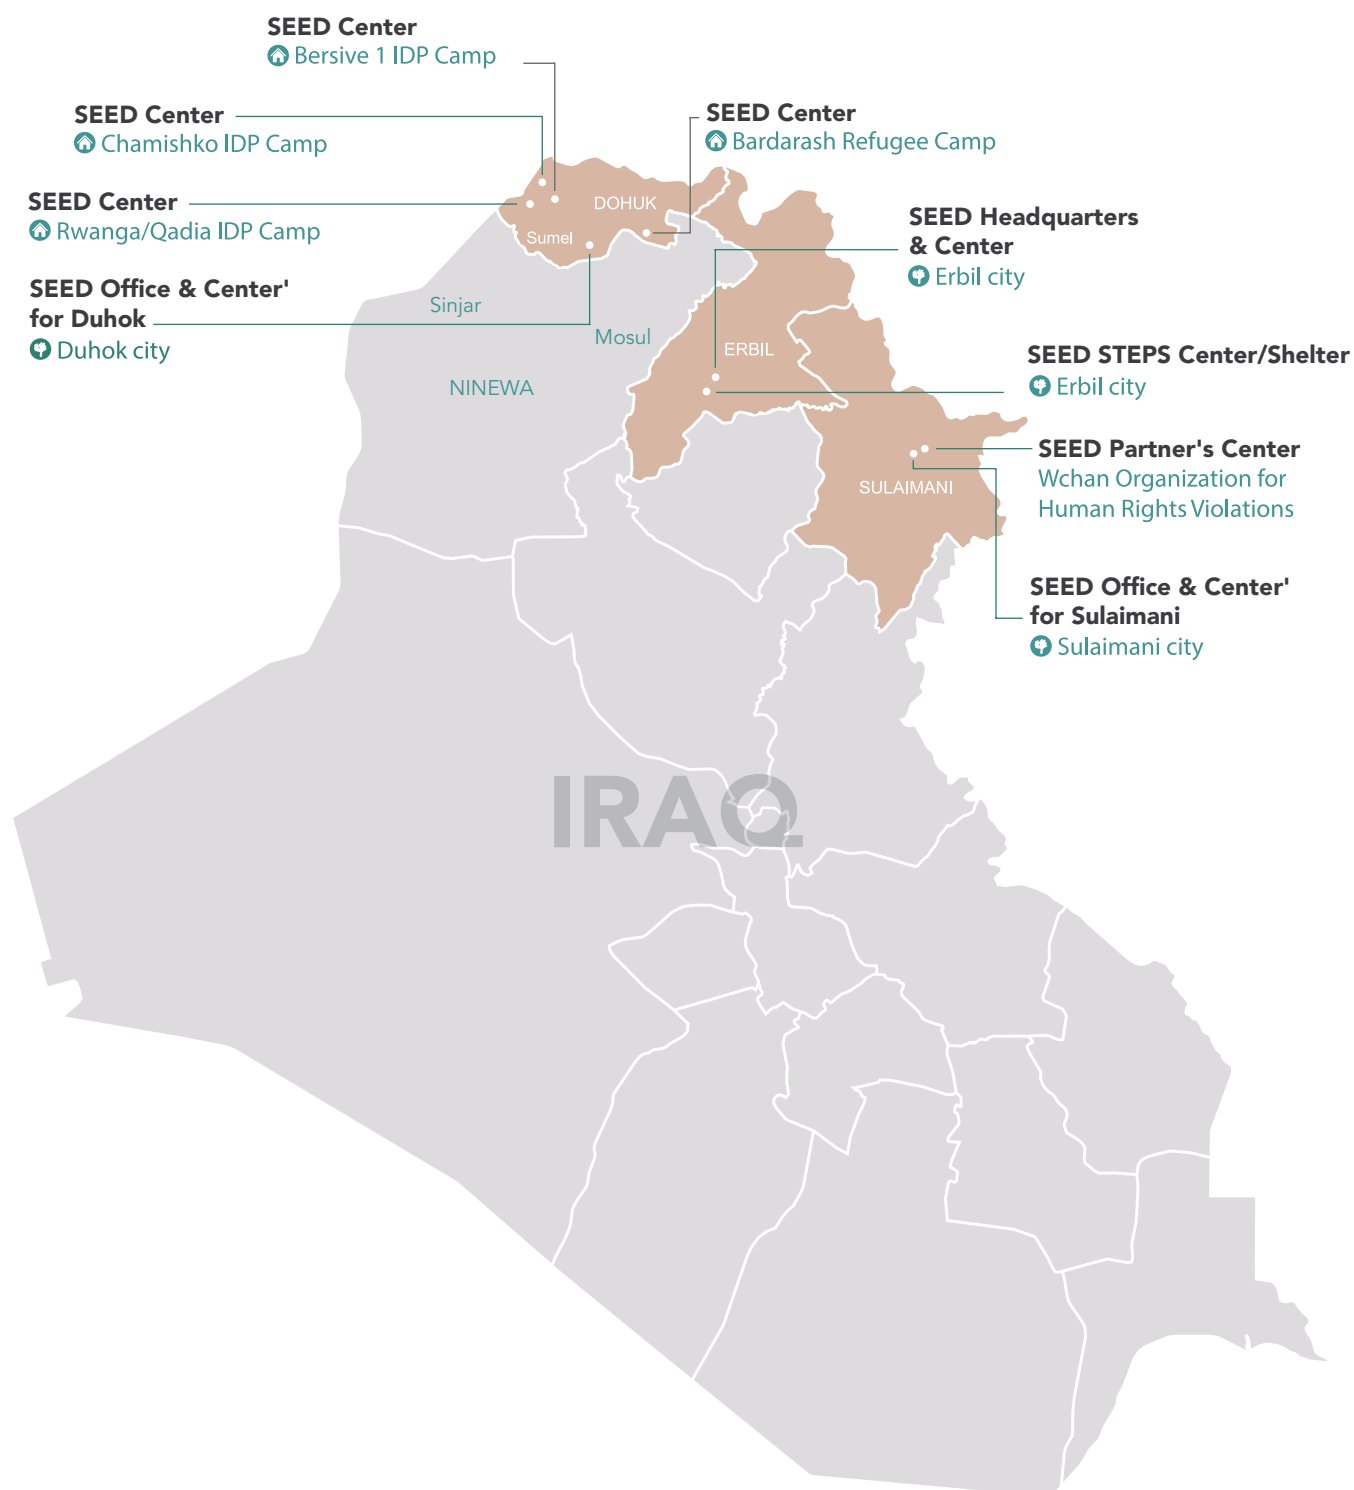 SEED Center
Bersive 1 IDP Camp
SEED Center
Chamishko IDP Camp
SEED Center
Bardarash Refugee Camp
SEED Center
Rwanga/Qadia IDP Camp
DOHUK
Sumel
SEED Headquarters
& Center
Erbil city
SEED Office & Center'
for Duhok
Duhok city
Sinjar
Mosul
NINEWA
ERBIL
SEED STEPS Center/Shelter
Erbil city
SEED Partner's Center
Wchan Organization for
Human Rights Violations
SULAIMANI
SEED Office & Center'
for Sulaimani
Sulaimani city
IRAQ